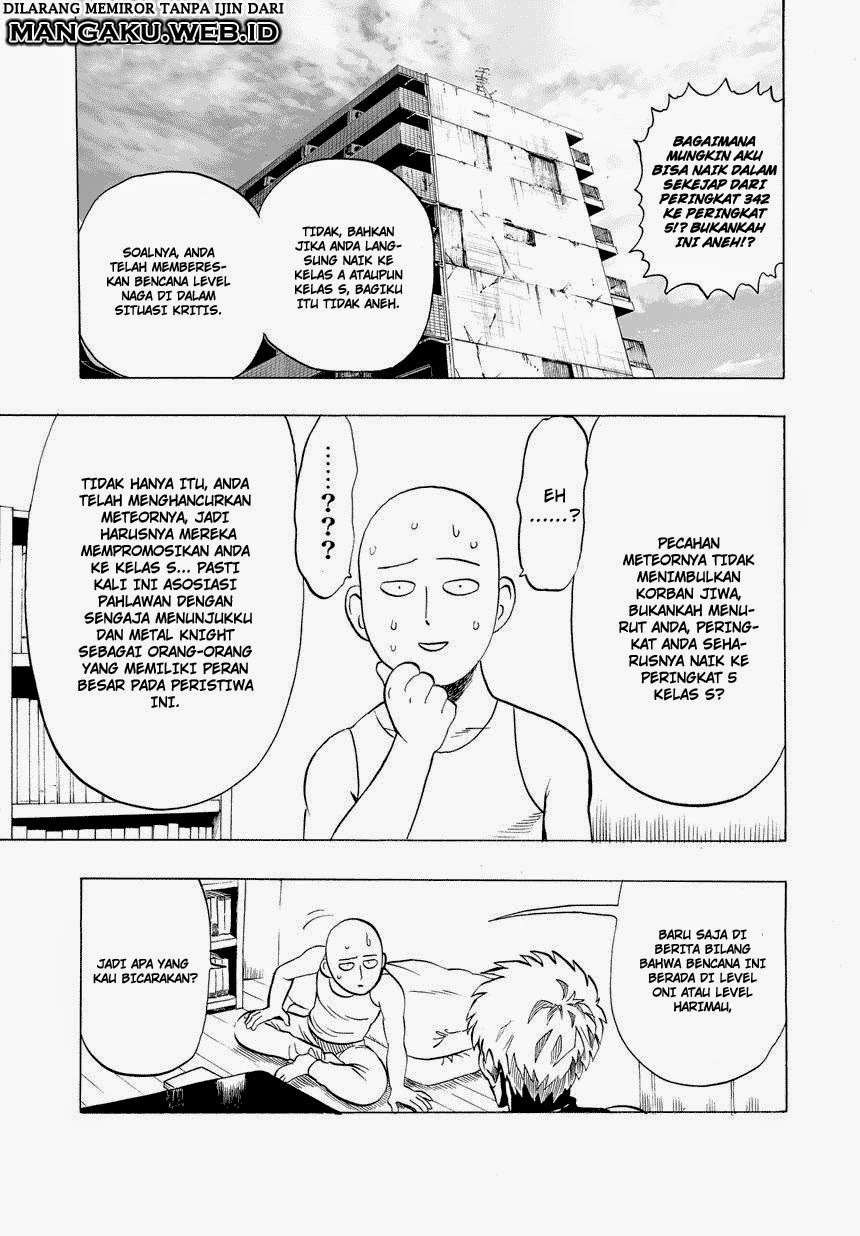 DILARANG MEMIROR TANPA IJIN DARI
MANGAKU.WEB.ID
BAGAIMANA
MUNGKIN AKU
BISA NAIK DALAM
SEKEJAP DARI
PERINGKAT 342
KE PERINGKAT
5!? BUKANKAH
INI ANEH!?
TIDAK, BAHKAN
JIKA ANDA LANG-
SUNG NAIK KE
KELAS A ATAUPUN
KELAS S, BAGIKU
ITU TIDAK ANEH.
SOALNYA, ANDA
TELAH MEMBERES-
KAN BENCANA LEVEL
NAGA DI DALAM
SITUASI KRITIS.
PECAHAN
METEORNYA TIDAK
MENIMBULKAN
KORBAN JIWA,
BUKANKAH MENU-
RUT ANDA, PERING-
KAT ANDA SEHA-
RUSNYA NAIK KE
PERINGKAT 5
KELAS S?
EH
......?
......???
TIDAK HANYA ITU, ANDA
TELAH MENGHANCURKAN
METEORNYA, JADI
HARUSNYA MEREKA
MEMPROMOSIKAN ANDA
KE KELAS S... PASTI
KALI INI ASOSIASI
PAHLAWAN DENGAN
SENGAJA MENUNJUKKU
DAN METAL KNIGHT
SEBAGAI ORANG-ORANG
YANG MEMILIKI PERAN
BESAR PADA PERISTIWA
INI.
BARU SAJA DI
BERITA BILANG
BAHWA BENCANA INI
BERADA DI LEVEL
ONI ATAU LEVEL
HARIMAU,
JADI APA YANG
KAU BICARAKAN?